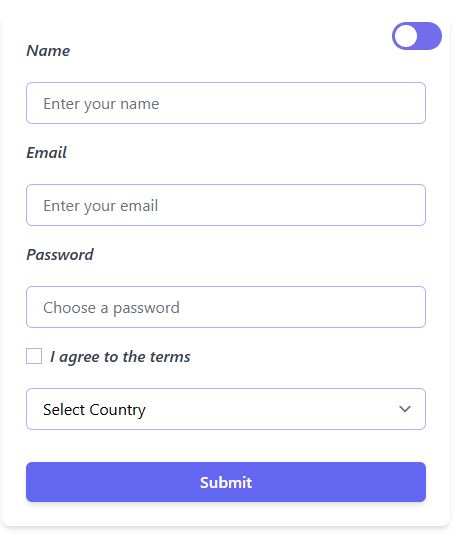 Name
Enter your name
Email
Enter your email
Password
Choose a password
I agree to the terms
Select Country
Submit